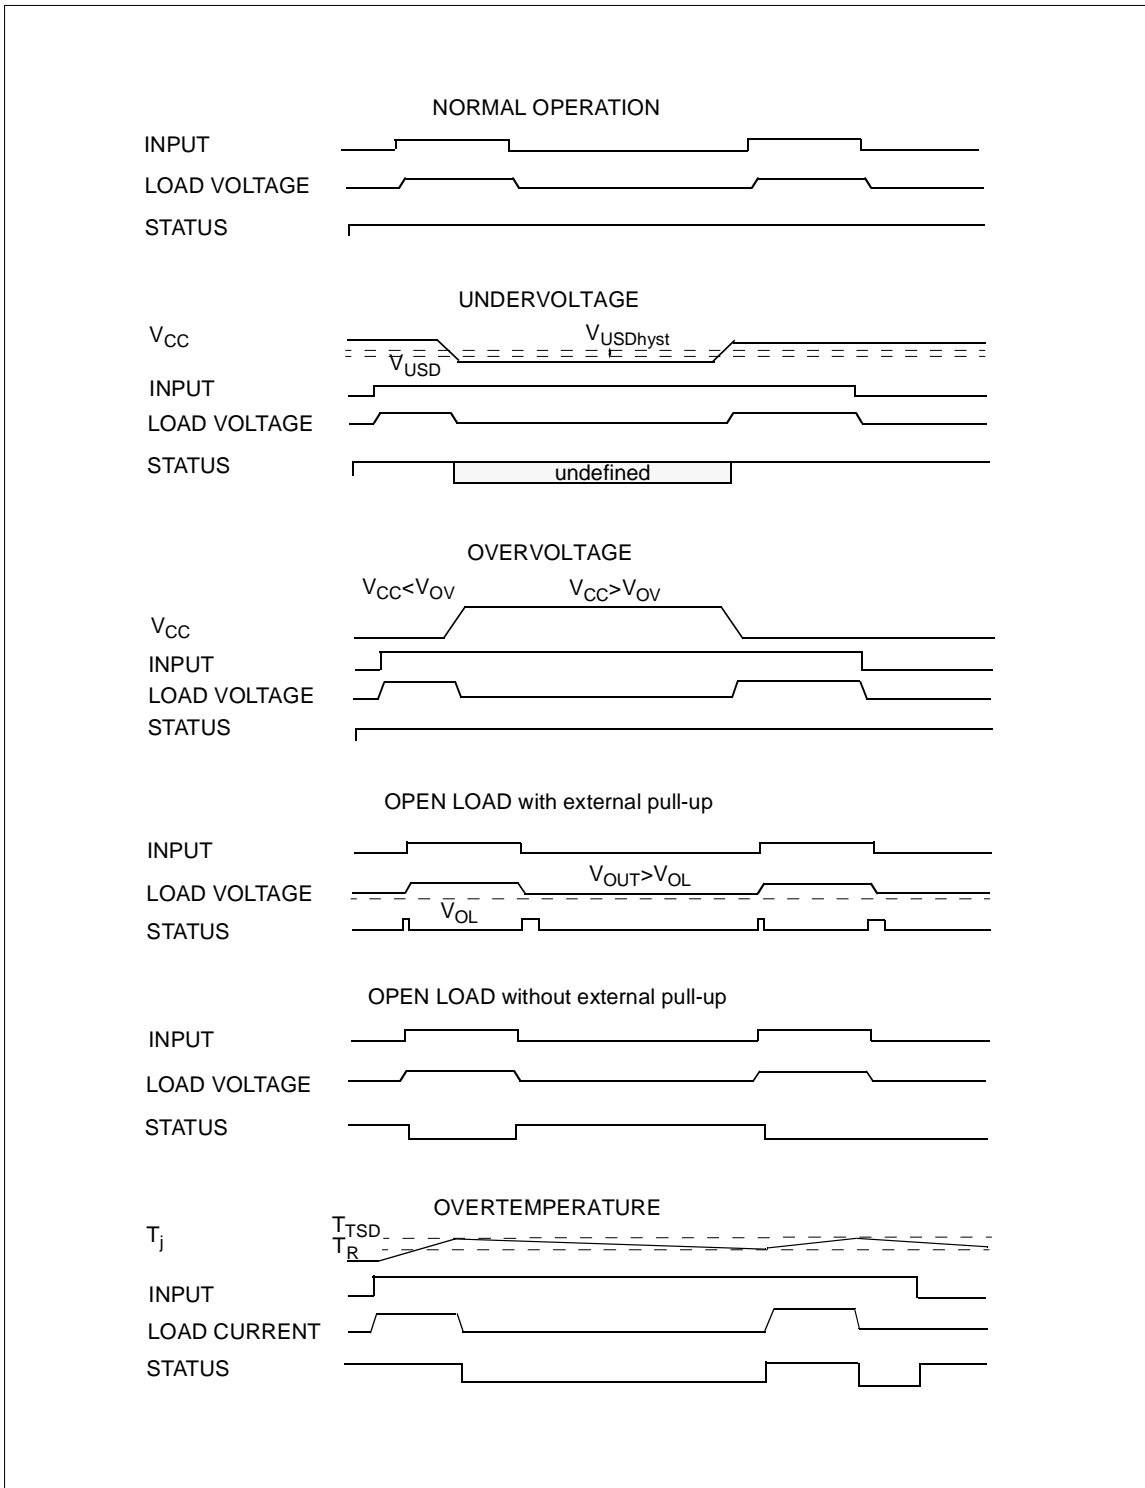 NORMAL OPERATION
INPUT
LOAD VOLTAGE
STATUS
UNDERVOLTAGE
VCC
VUSDhyst
VUSD
INPUT
LOAD VOLTAGE
STATUS
undefined
OVERVOLTAGE
VCC<VOV VCC>VOV
VCC
INPUT
LOAD VOLTAGE
STATUS
OPEN LOAD with external pull-up
INPUT
LOAD VOLTAGE
VOUT>VOL
VOL
STATUS
OPEN LOAD without external pull-up
INPUT
LOAD VOLTAGE
STATUS
OVERTEMPERATURE
Tj
TTSD
TR
INPUT
LOAD CURRENT
STATUS